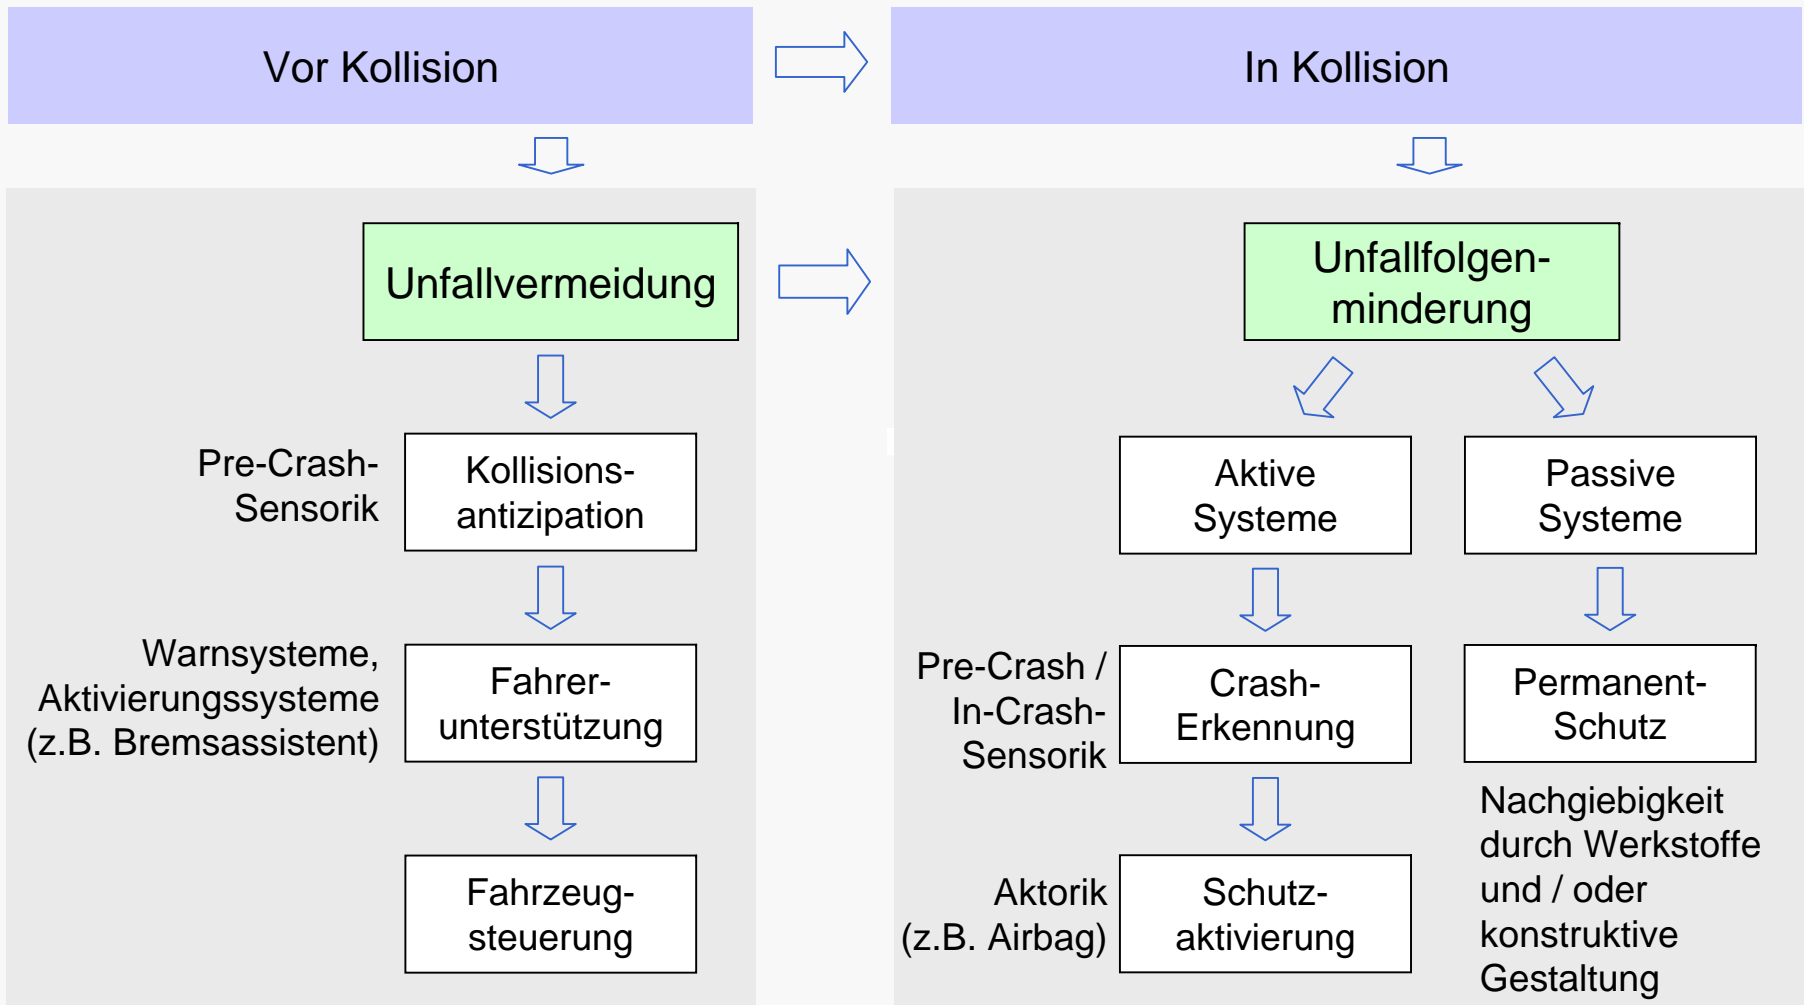 Vor Kollision
In Kollision
Unfallvermeidung
Unfallfolgen-
minderung
Pre-Crash-
Sensorik
Kollisions-
antizipation
Aktive
Systeme
Passive
Systeme
Warnsysteme,
Aktivierungssysteme
(z.B. Bremsassistent)
Fahrer-
unterstützung
Pre-Crash /
In-Crash-
Sensorik
Crash-
Erkennung
Permanent-
Schutz
Fahrzeug-
steuerung
Aktorik
(z.B. Airbag)
Schutz-
aktivierung
Nachgiebigkeit
durch Werkstoffe
und / oder
konstruktive
Gestaltung